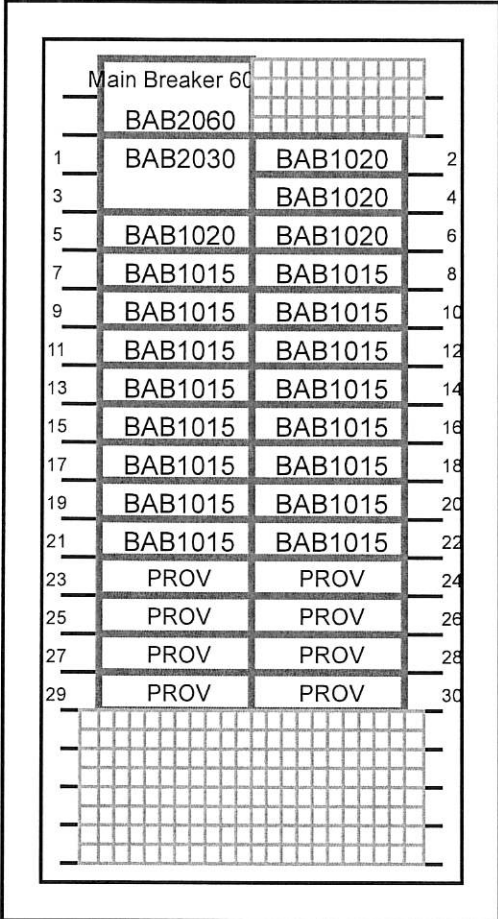 Main Breaker 60
BAB2060
1 BAB2030 BAB1020 2
3 BAB1020 4
5 BAB1020 BAB1020 6
7 BAB1015 BAB1015 8
9 BAB1015 BAB1015 10
11 BAB1015 BAB1015 12
13 BAB1015 BAB1015 14
15 BAB1015 BAB1015 16
17 BAB1015 BAB1015 18
19 BAB1015 BAB1015 20
21 BAB1015 BAB1015 22
23 PROV PROV 24
25 PROV PROV 26
27 PROV PROV 28
29 PROV PROV 30